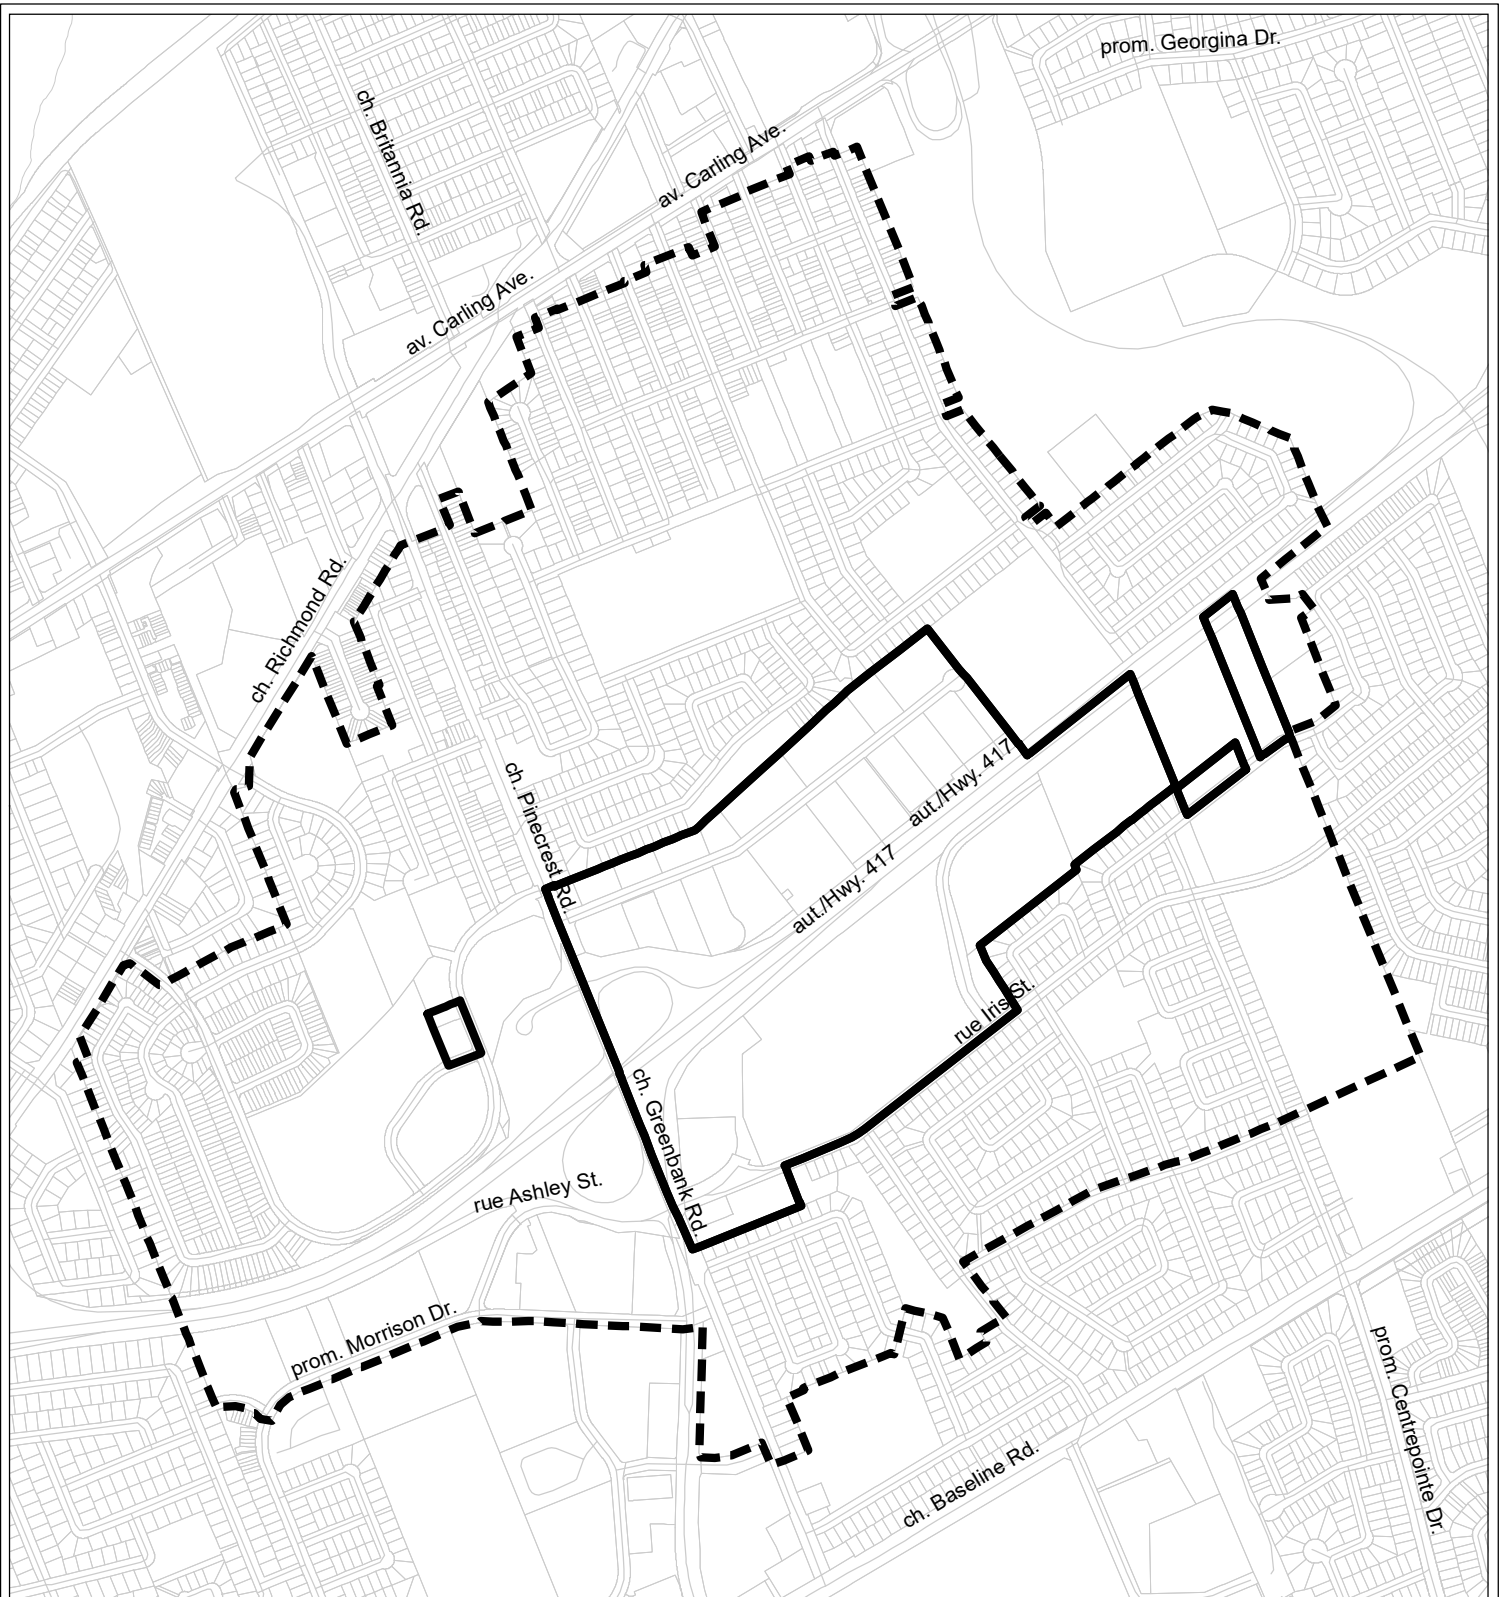 prom. Georgina Dr.
ch. Britannia Rd.
av. Carling Ave.
av. Carling Ave.
ch. Richmond Rd.
ch. Pinecrest Rd.
aut./Hwy. 417
aut./Hwy. 417
rue Iris St.
ch. Greenbank Rd.
rue Ashley St.
prom. Morrison Dr.
prom. Centrepointe Dr.
ch. Baseline Rd.